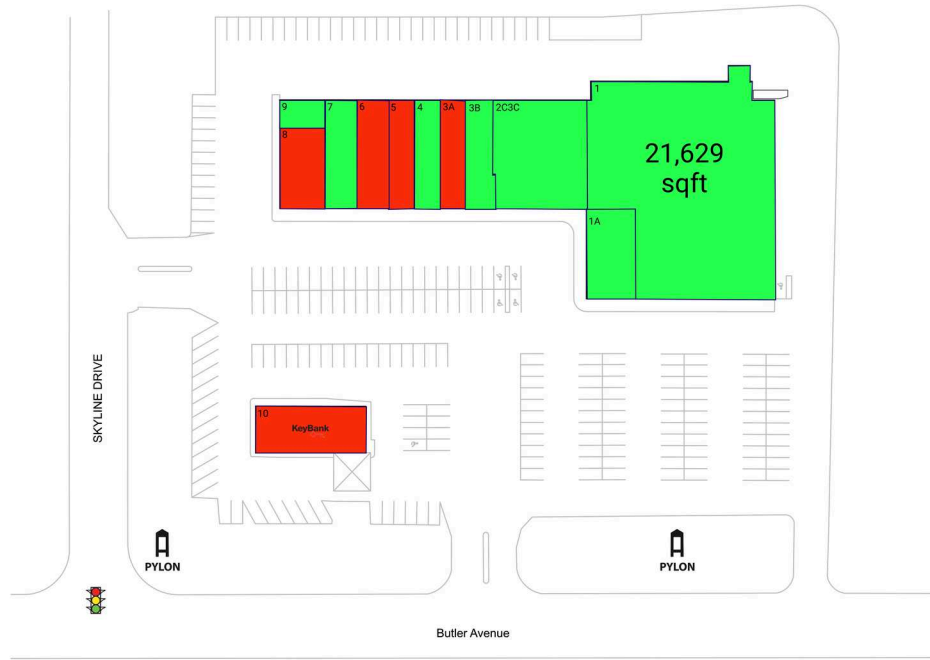 1
9
7
6
5
4
3A
3B
2C3C
8
21,629
sqft
1A
SKYLINE DRIVE
10
KeyBank
PYLON
PYLON
Butler Avenue